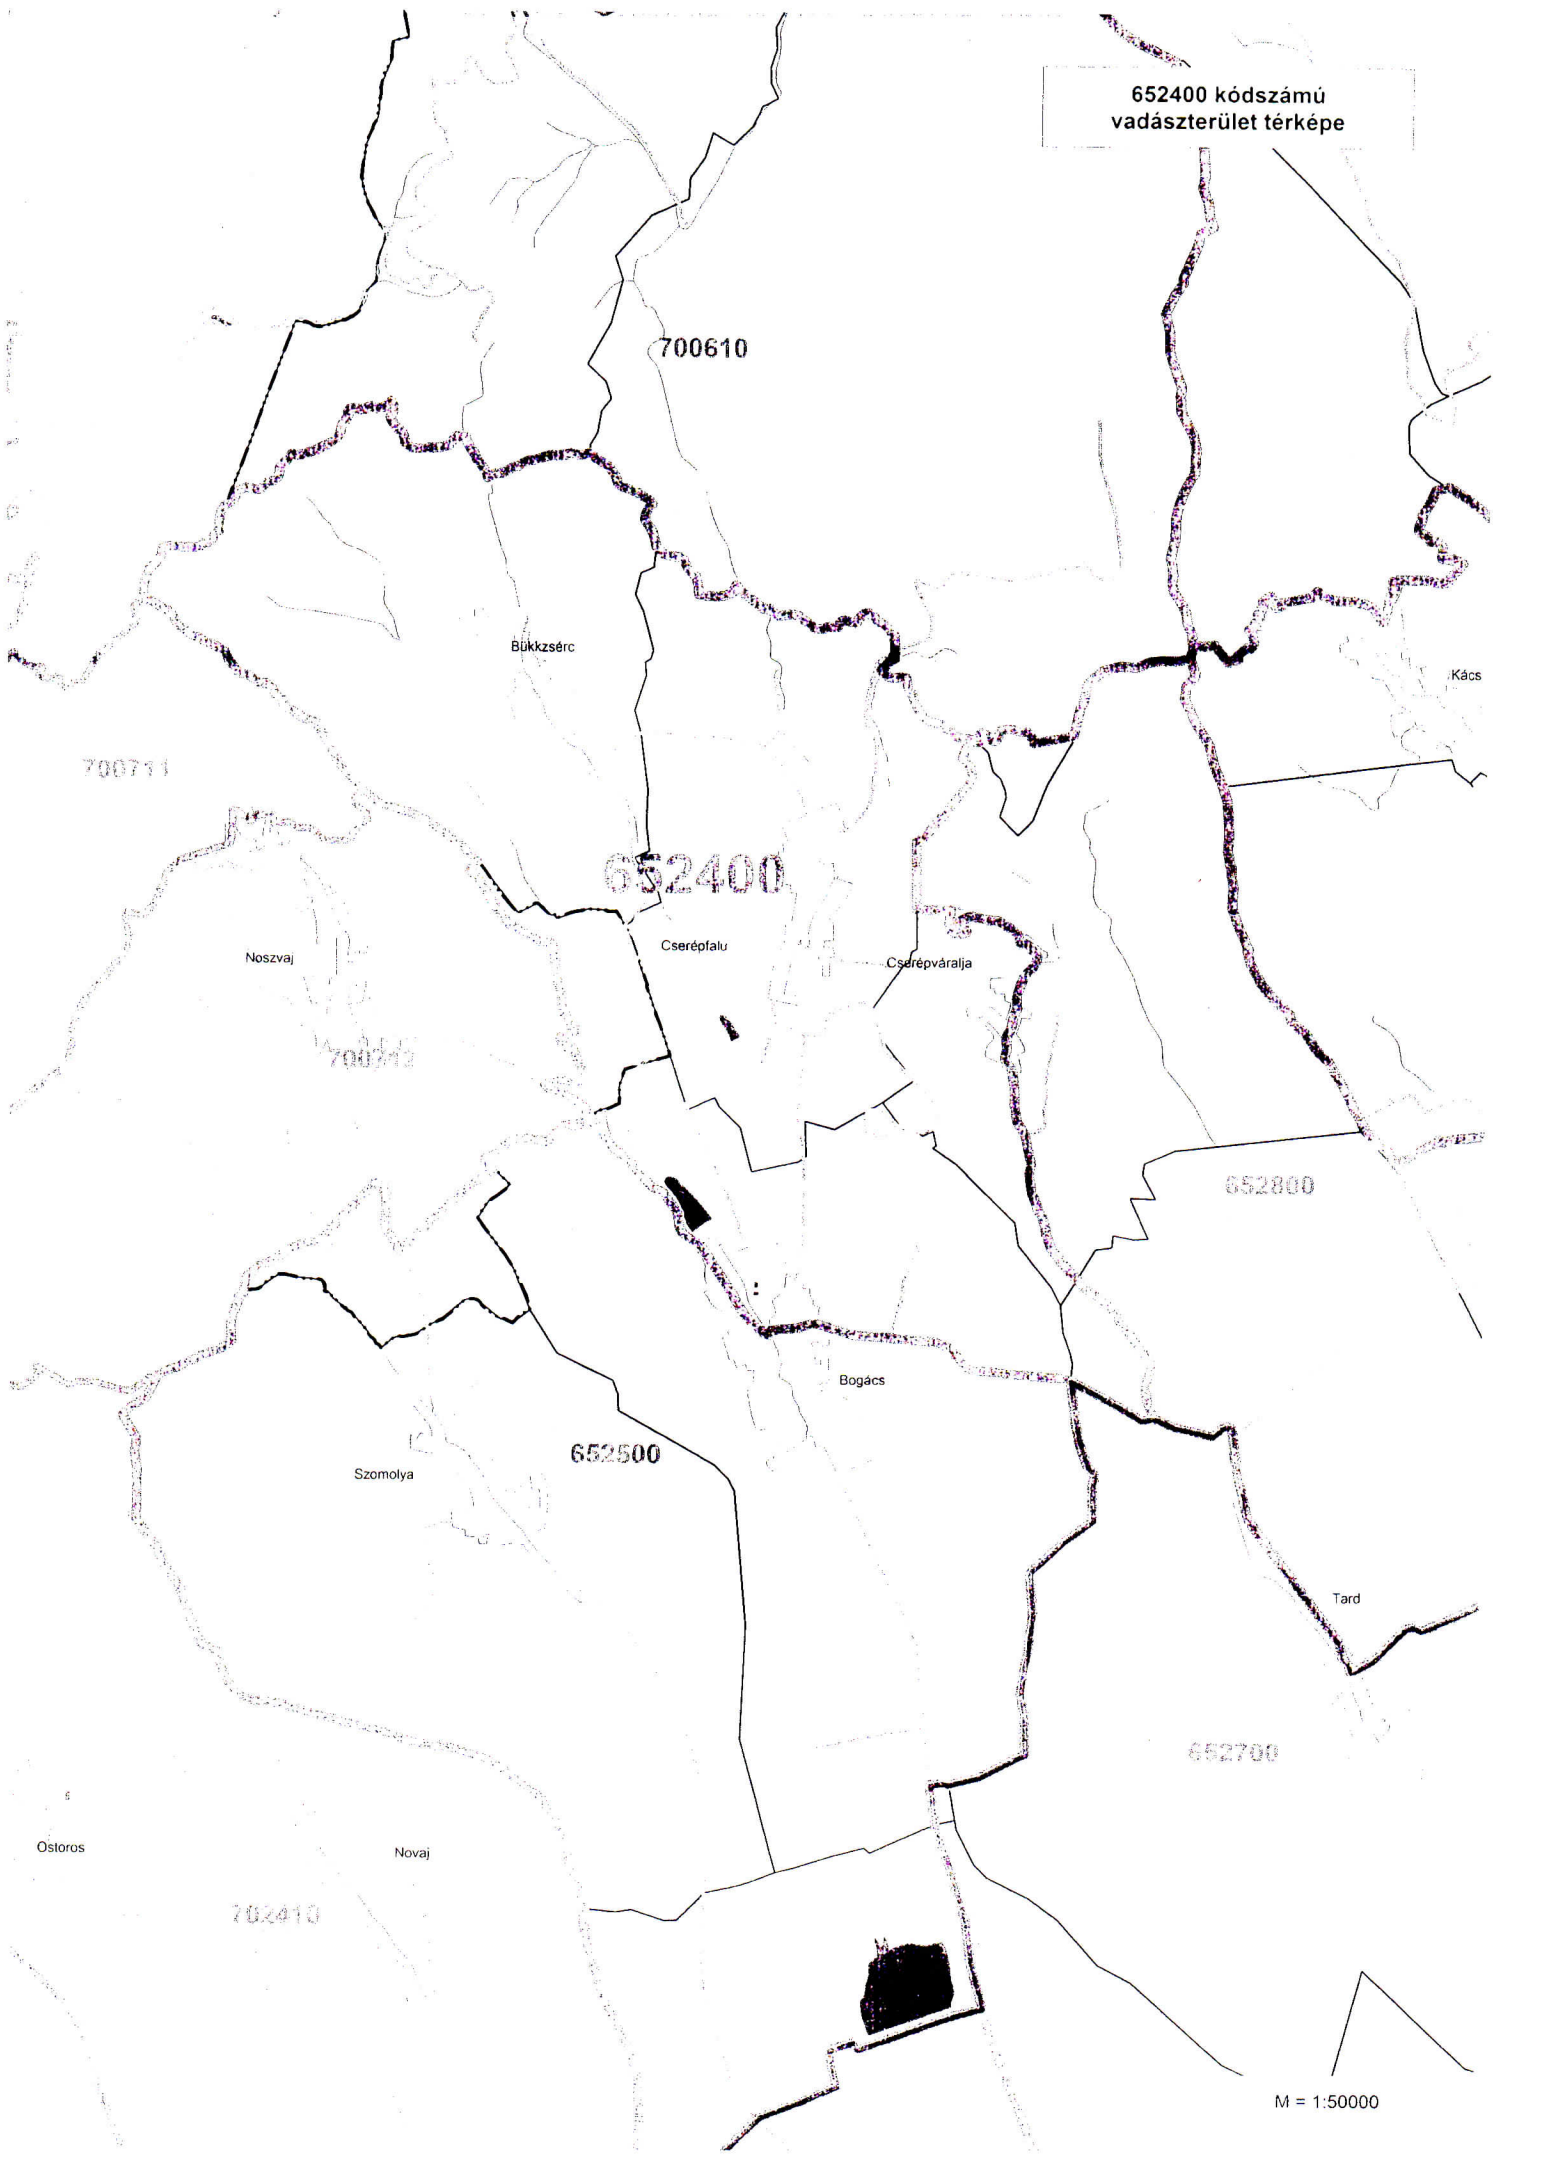 652400 kódszámú
vadászterület térképe
700610
Bükkzsérc
Kács
652400
Cserépfalu
Cserépváralja
Noszvaj
652800
Bogács
652500
Szomolya
Tard
652700
Ostoros
Novaj
702410
M = 1:50000